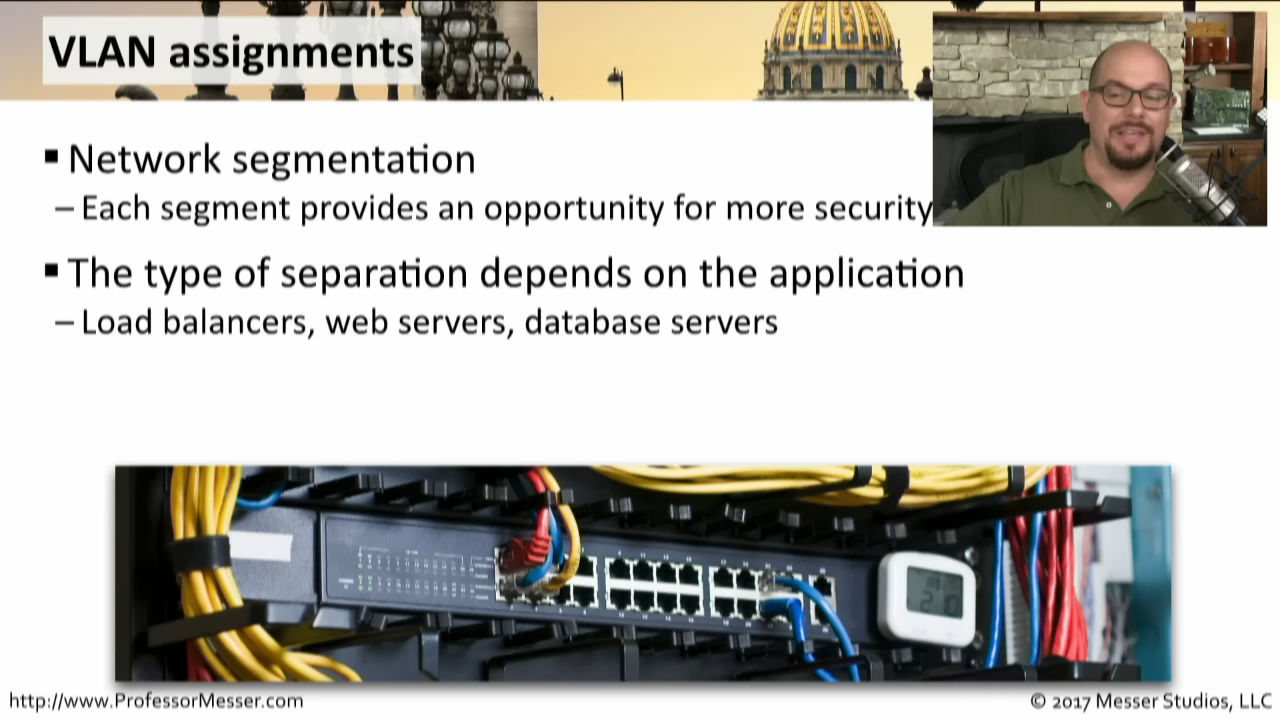 VLAN assignments
▪ Network segmentation
– Each segment provides an opportunity for more security
▪ The type of separation depends on the application
– Load balancers, web servers, database servers
http://www.ProfessorMesser.com
© 2017 Messer Studios, LLC